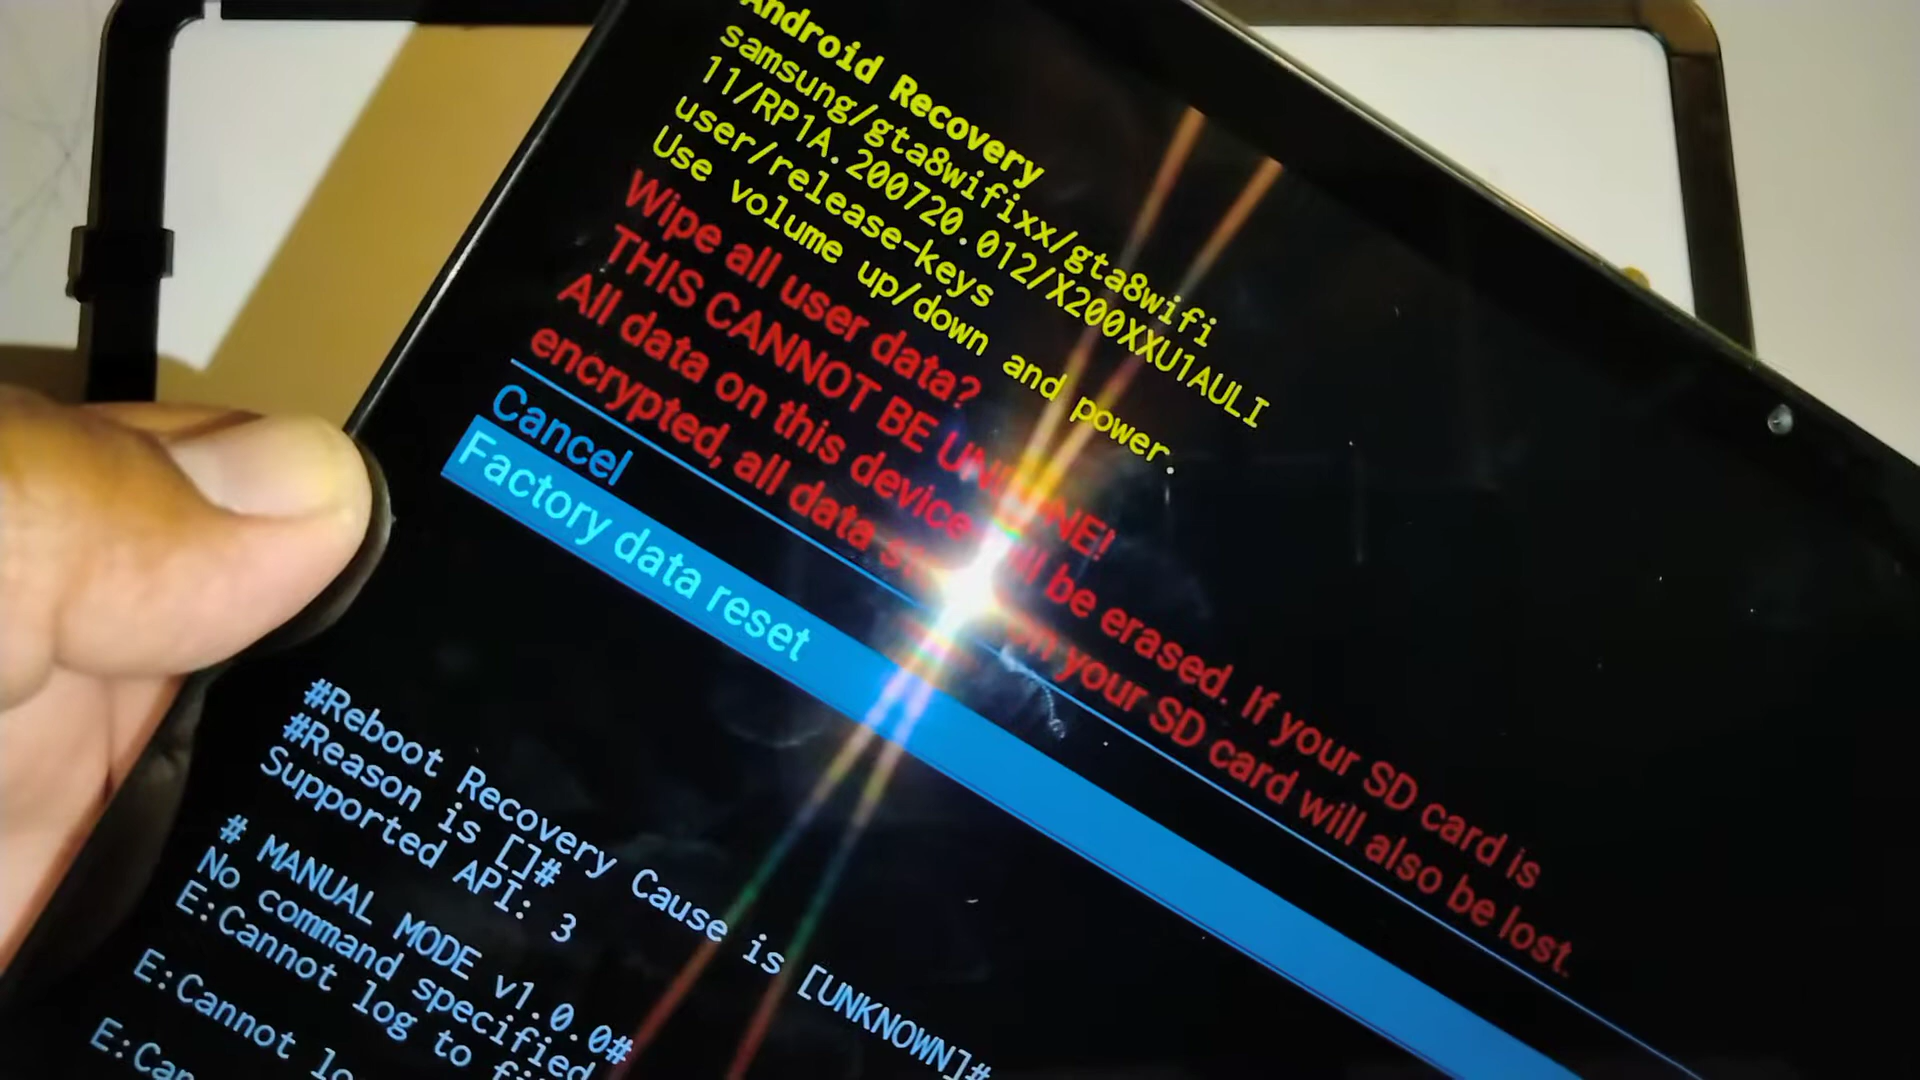 Android Recovery
samsung/gta8wifixx/gta8wifi
11/RP1A.200720.012/X200XXU1AULI
user/release-keys
Use volume up/down and power.
Wipe all user data?
THIS CANNOT BE UNDONE!
All data on this device will be erased. If your SD card is
encrypted, all data on your SD card will also be lost.
Cancel
Factory data reset
#Reboot Recovery Cause is [UNKNOWN]#
#Reason is []#
Supported API: 3
# MANUAL MODE v1.0.0#
No command specified
E:Cannot log to
E:Cannot